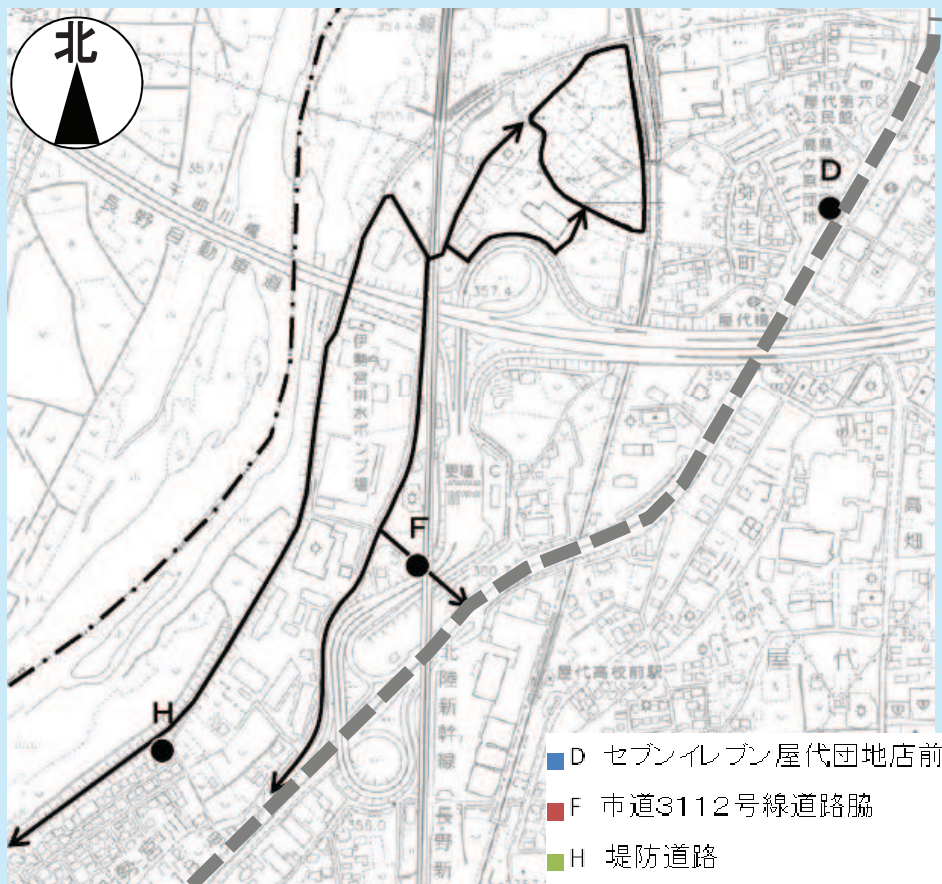 北
357.1
千曲川橋
長野自動車道
屋代第六区
公民館
D
弥生町
357.4
屋代橋
伊勢宮排水ポンプ場
更埴IC
F
高畑
屋代高校前駅
屋代
H
北陸新幹線(長野新
D セブンイレブン屋代団地店前
F 市道3112号線道路脇
H 堤防道路